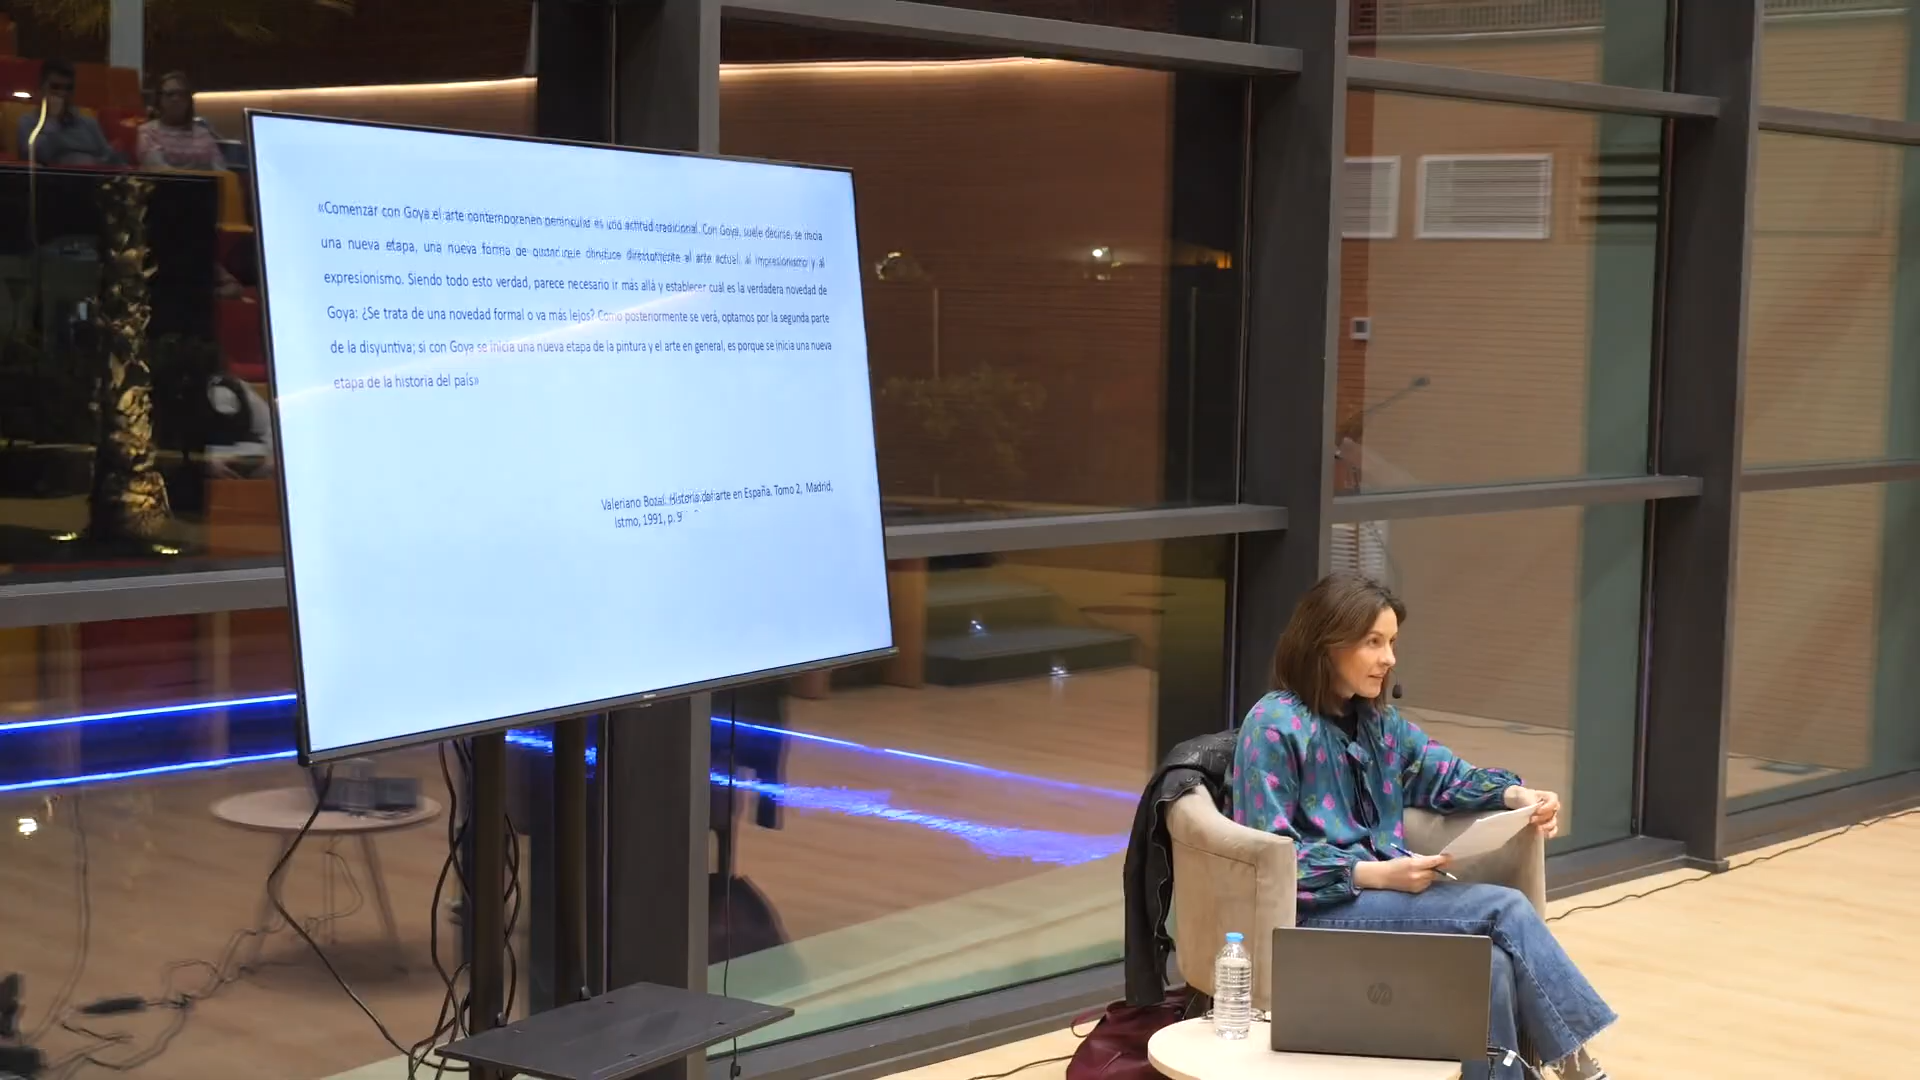 «Comenzar con Goya el arte contemporáneo peninsular es una actitud tradicional. Con Goya, suele decirse, se inicia
una nueva etapa, una nueva forma de que conduce directamente al arte actual, al impresionismo y al
expresionismo. Siendo todo esto verdad, parece necesario ir más allá y establecer cuál es la verdadera novedad de
Goya: ¿Se trata de una novedad formal o va más lejos? Como posteriormente se verá, optamos por la segunda parte
de la disyuntiva; si con Goya se inicia una nueva etapa de la pintura y el arte en general, es porque se inicia una nueva
etapa de la historia del país»
Valeriano Bozal. Historia del arte en España. Tomo 2, Madrid,
Istmo, 1991, p.
hp